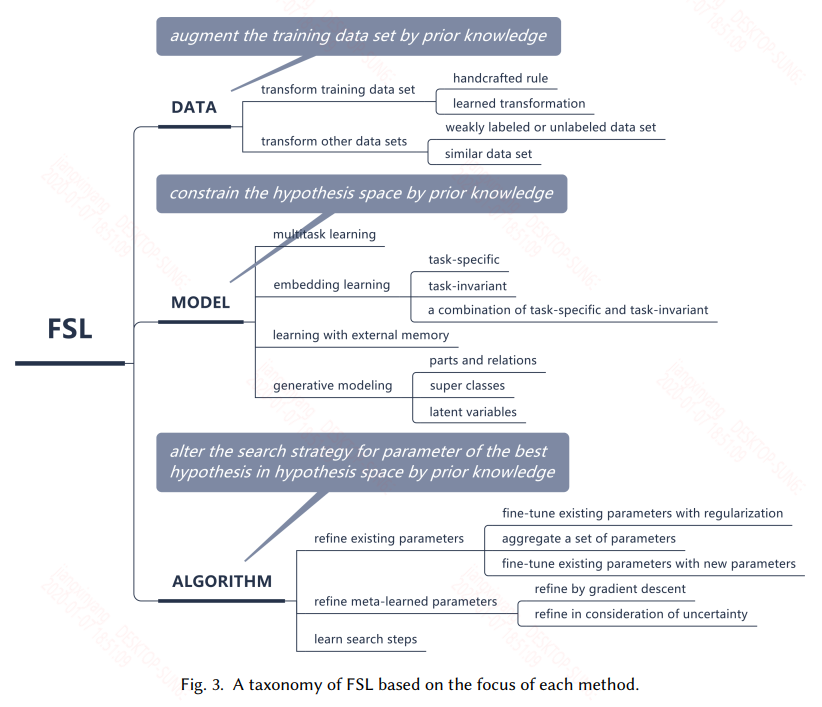 augment the training data set by prior knowledge
handcrafted rule
transform training data set
DATA
learned transformation
weakly labeled or unlabeled data set
transform other data sets
similar data set
constrain the hypothesis space by prior knowledge
multitask learning
task-specific
embedding learning
task-invariant
MODEL
a combination of task-specific and task-invariant
FSL
learning with external memory
parts and relations
generative modeling
super classes
latent variables
alter the search strategy for parameter of the best
hypothesis in hypothesis space by prior knowledge
fine-tune existing parameters with regularization
refine existing parameters
aggregate a set of parameters
fine-tune existing parameters with new parameters
ALGORITHM
refine by gradient descent
refine meta-learned parameters
refine in consideration of uncertainty
learn search steps
Fig. 3. A taxonomy of FSL based on the focus of each method.